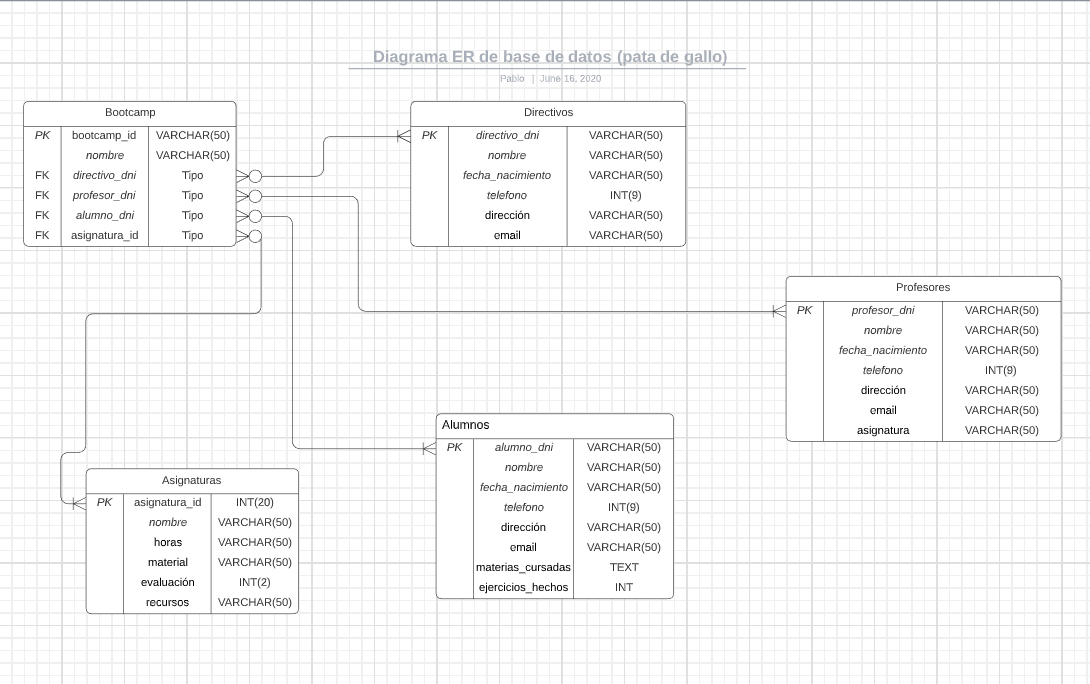 Diagrama ER de base de datos (pata de gallo)
Pablo | June 16, 2020
Bootcamp
PK bootcamp_id VARCHAR(50)
nombre VARCHAR(50)
FK directivo_dni Tipo
FK profesor_dni Tipo
FK alumno_dni Tipo
FK asignatura_id Tipo
Directivos
PK directivo_dni VARCHAR(50)
nombre VARCHAR(50)
fecha_nacimiento VARCHAR(50)
telefono INT(9)
dirección VARCHAR(50)
email VARCHAR(50)
Profesores
PK profesor_dni VARCHAR(50)
nombre VARCHAR(50)
fecha_nacimiento VARCHAR(50)
telefono INT(9)
dirección VARCHAR(50)
email VARCHAR(50)
asignatura VARCHAR(50)
Alumnos
PK alumno_dni VARCHAR(50)
nombre VARCHAR(50)
fecha_nacimiento VARCHAR(50)
telefono INT(9)
dirección VARCHAR(50)
email VARCHAR(50)
materias_cursadas TEXT
ejercicios_hechos INT
Asignaturas
PK asignatura_id INT(20)
nombre VARCHAR(50)
horas VARCHAR(50)
material VARCHAR(50)
evaluación INT(2)
recursos VARCHAR(50)